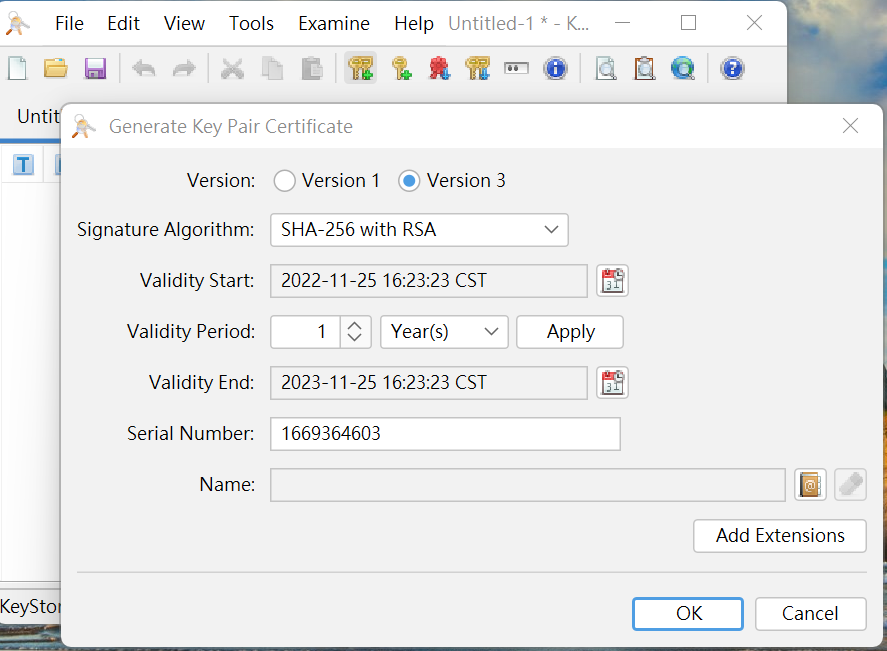 File Edit View Tools Examine Help Untitled-1 * - K...
Untit
T
Generate Key Pair Certificate
Version: Version 1 Version 3
Signature Algorithm: SHA-256 with RSA
Validity Start: 2022-11-25 16:23:23 CST
Validity Period: 1 Year(s) Apply
Validity End: 2023-11-25 16:23:23 CST
Serial Number: 1669364603
Name:
Add Extensions
KeyStor
OK Cancel